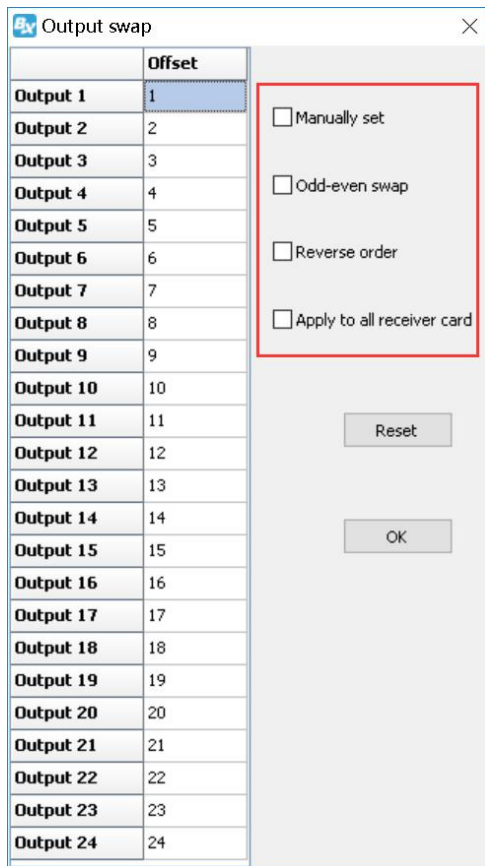 BX Output swap
Offset
Output 1 1
Output 2 2
Output 3 3
Output 4 4
Output 5 5
Output 6 6
Output 7 7
Output 8 8
Output 9 9
Output 10 10
Output 11 11
Output 12 12
Output 13 13
Output 14 14
Output 15 15
Output 16 16
Output 17 17
Output 18 18
Output 19 19
Output 20 20
Output 21 21
Output 22 22
Output 23 23
Output 24 24
Manually set
Odd-even swap
Reverse order
Apply to all receiver card
Reset
OK